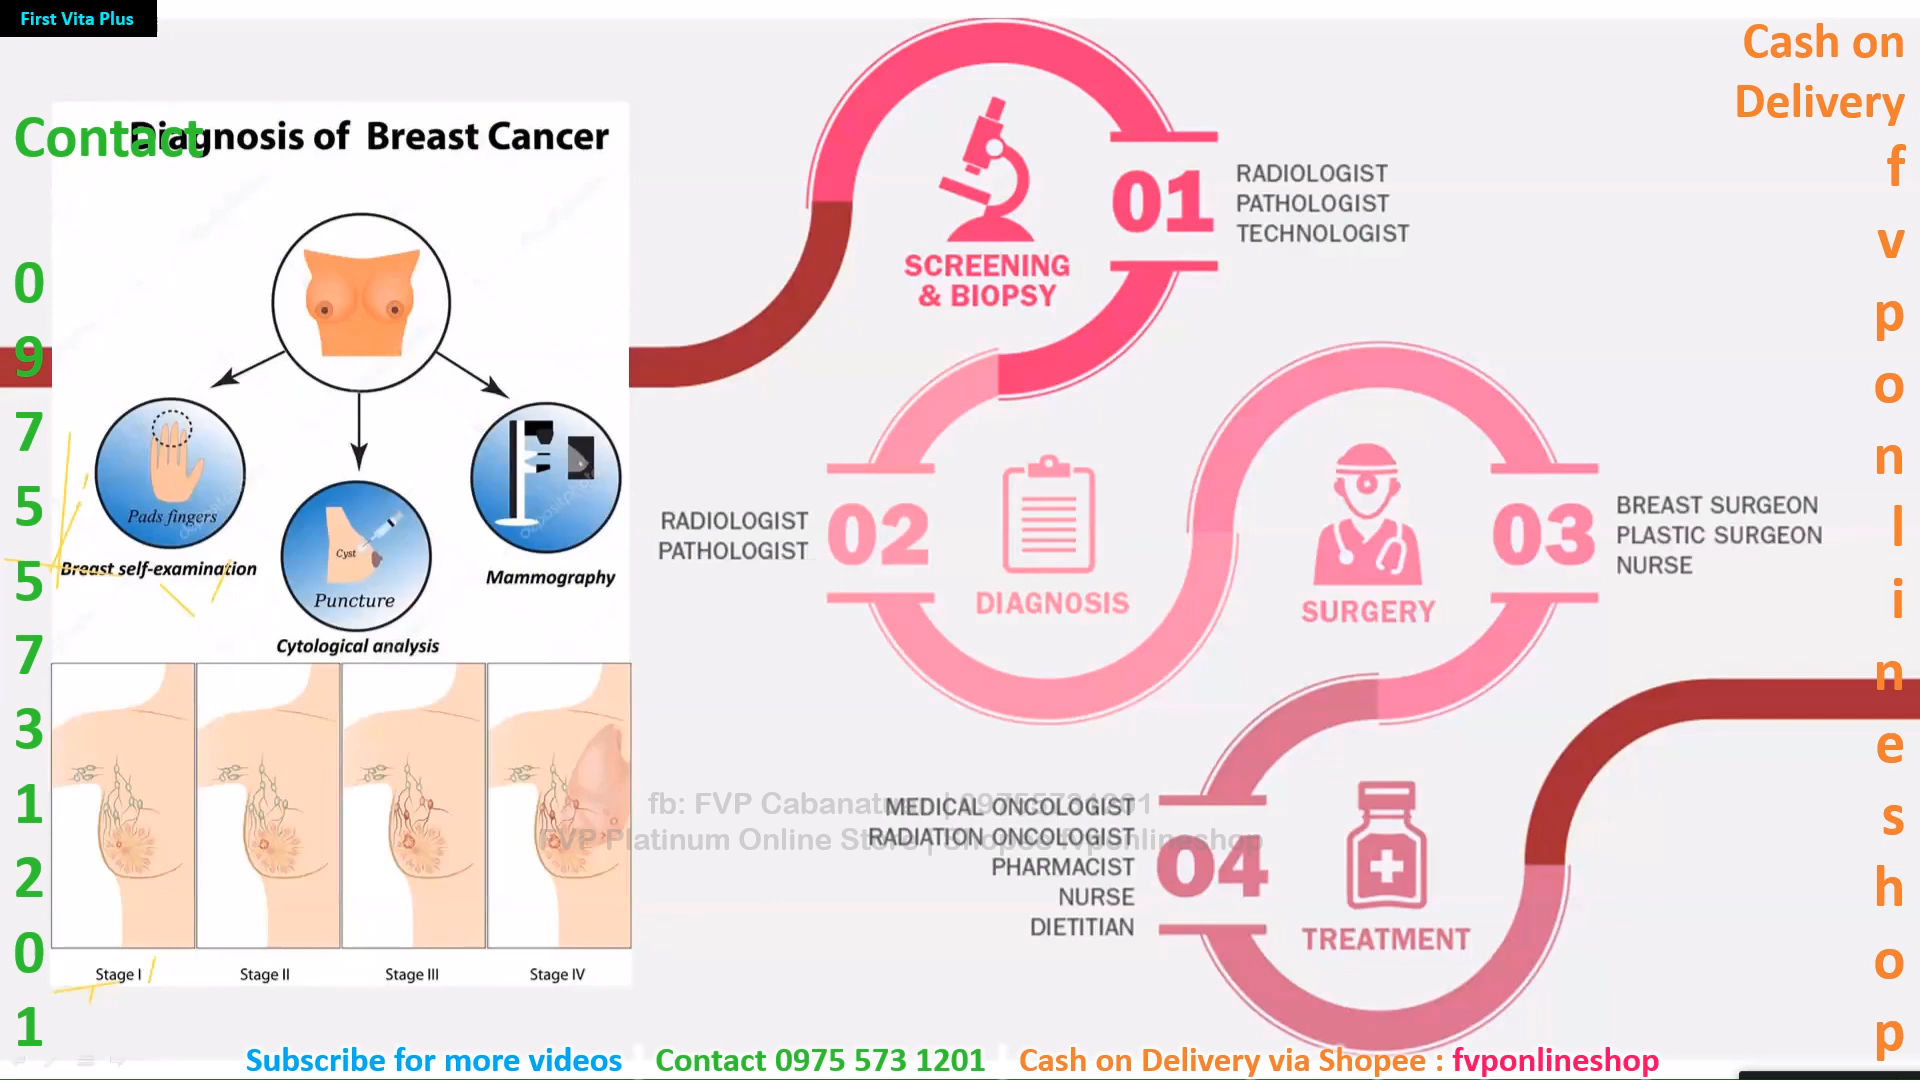 First Vita Plus
Cash on
Delivery
f
v
p
o
n
l
i
n
e
s
h
o
p
Contact
0
9
7
5
5
7
3
1
2
0
1
Diagnosis of Breast Cancer
Pads fingers
Breast self-examination
Cyst
Puncture
Cytological analysis
Mammography
Stage I
Stage II
Stage III
Stage IV
SCREENING
& BIOPSY
01
RADIOLOGIST
PATHOLOGIST
TECHNOLOGIST
RADIOLOGIST
PATHOLOGIST
02
DIAGNOSIS
SURGERY
03
BREAST SURGEON
PLASTIC SURGEON
NURSE
MEDICAL ONCOLOGIST
RADIATION ONCOLOGIST
PHARMACIST
NURSE
DIETITIAN
04
TREATMENT
fb: FVP Cabanatuan | 09755731201
FVP Platinum Online Store | Shopee fvponlineshop
Subscribe for more videos Contact 0975 573 1201 Cash on Delivery via Shopee : fvponlineshop